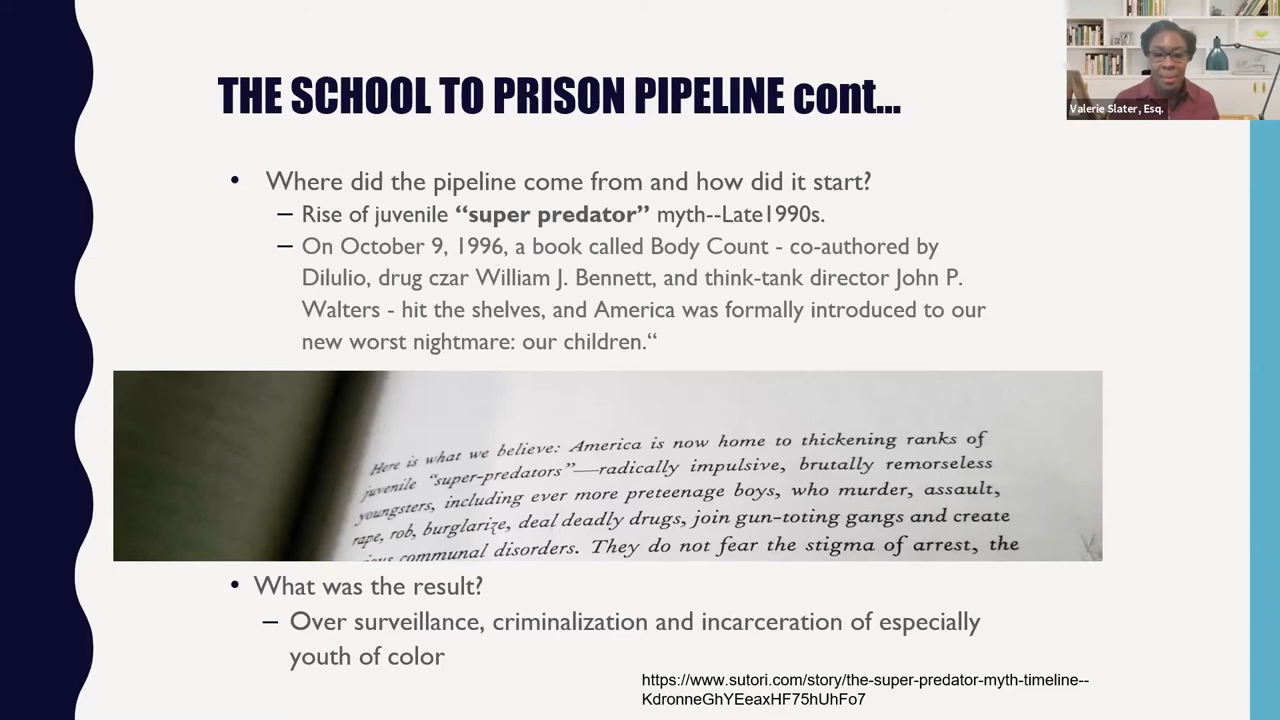 THE SCHOOL TO PRISON PIPELINE cont...
Valerie Slater, Esq.
• Where did the pipeline come from and how did it start?
– Rise of juvenile “super predator” myth--Late1990s.
– On October 9, 1996, a book called Body Count - co-authored by
DiIulio, drug czar William J. Bennett, and think-tank director John P.
Walters - hit the shelves, and America was formally introduced to our
new worst nightmare: our children.“
Here is what we believe: America is now home to thickening ranks of
juvenile “super-predators”—radically impulsive, brutally remorseless
youngsters, including ever more preteenage boys, who murder, assault,
rape, rob, burglarize, deal deadly drugs, join gun-toting gangs and create
communal disorders. They do not fear the stigma of arrest, the
• What was the result?
– Over surveillance, criminalization and incarceration of especially
youth of color
https://www.sutori.com/story/the-super-predator-myth-timeline--
KdronneGhYEeaxHF75hUhFo7